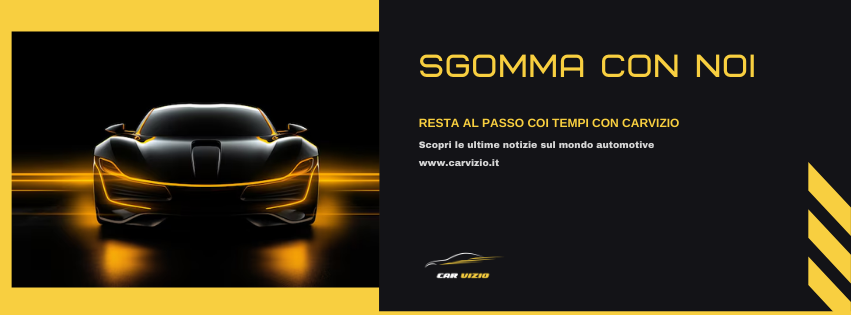 SGOMMA CON NOI
RESTA AL PASSO COI TEMPI CON CARVIZIO
Scopri le ultime notizie sul mondo automotive
www.carvizio.it
CAR VIZIO